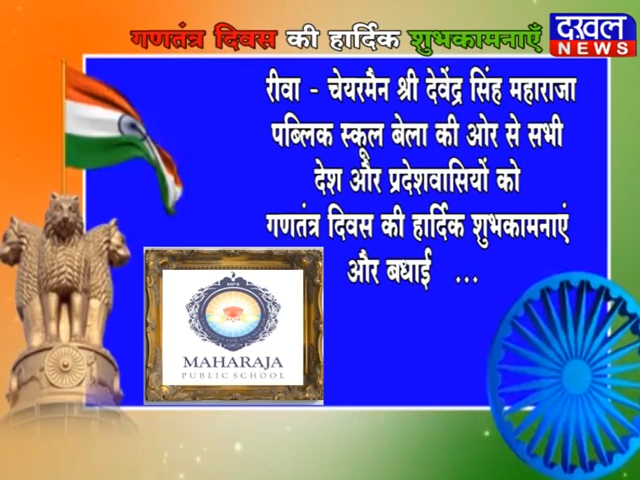 गणतंत्र दिवस की हार्दिक शुभकामनाएँ
दख़ल
NEWS
रीवा - चेयरमैन श्री देवेंद्र सिंह महाराजा
पब्लिक स्कूल बेला की ओर से सभी
देश और प्रदेशवासियों को
गणतंत्र दिवस की हार्दिक शुभकामनाएं
और बधाई ...
MAHARAJA
PUBLIC SCHOOL